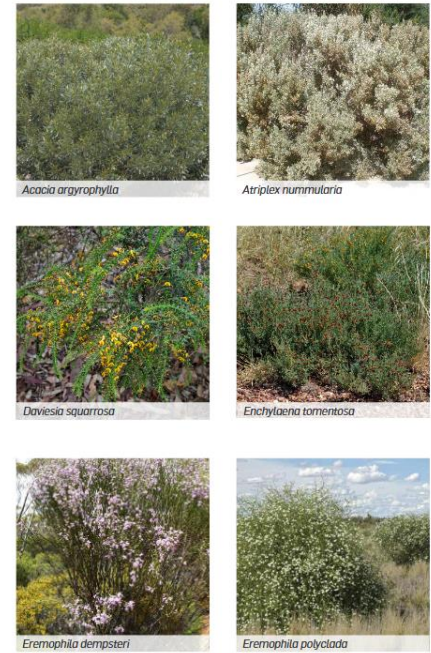 Acacia argyrophylla
Atriplex nummularia
Daviesia squarrosa
Enchylaena tomentosa
Eremophila dempsteri
Eremophila polyclada